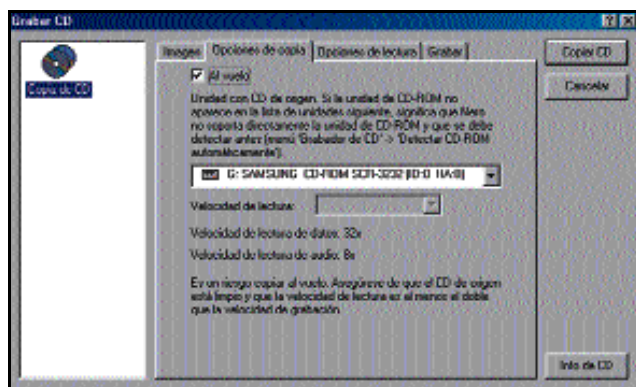 Grabar CD
Copia de CD
Imagen
Opciones de copia
Opciones de lectura
Grabar
Al vuelo
Unidad con CD de origen. Si la unidad de CD-ROM no
aparece en la lista de unidades siguiente, significa que Nero
no soporta directamente la unidad de CD-ROM y que se debe
detectar antes (menú 'Grabador de CD' -> 'Detectar CD-ROM
automáticamente').
G: SAMSUNG CD-ROM SCR-3232 [ID:0 HA:0]
Velocidad de lectura:
Velocidad de lectura de datos: 32x
Velocidad de lectura de audio: 8x
Es un riesgo copiar al vuelo. Asegúrese de que el CD de origen
está limpio y que la velocidad de lectura es al menos el doble
que la velocidad de grabación.
Copiar CD
Cancelar
Info de CD